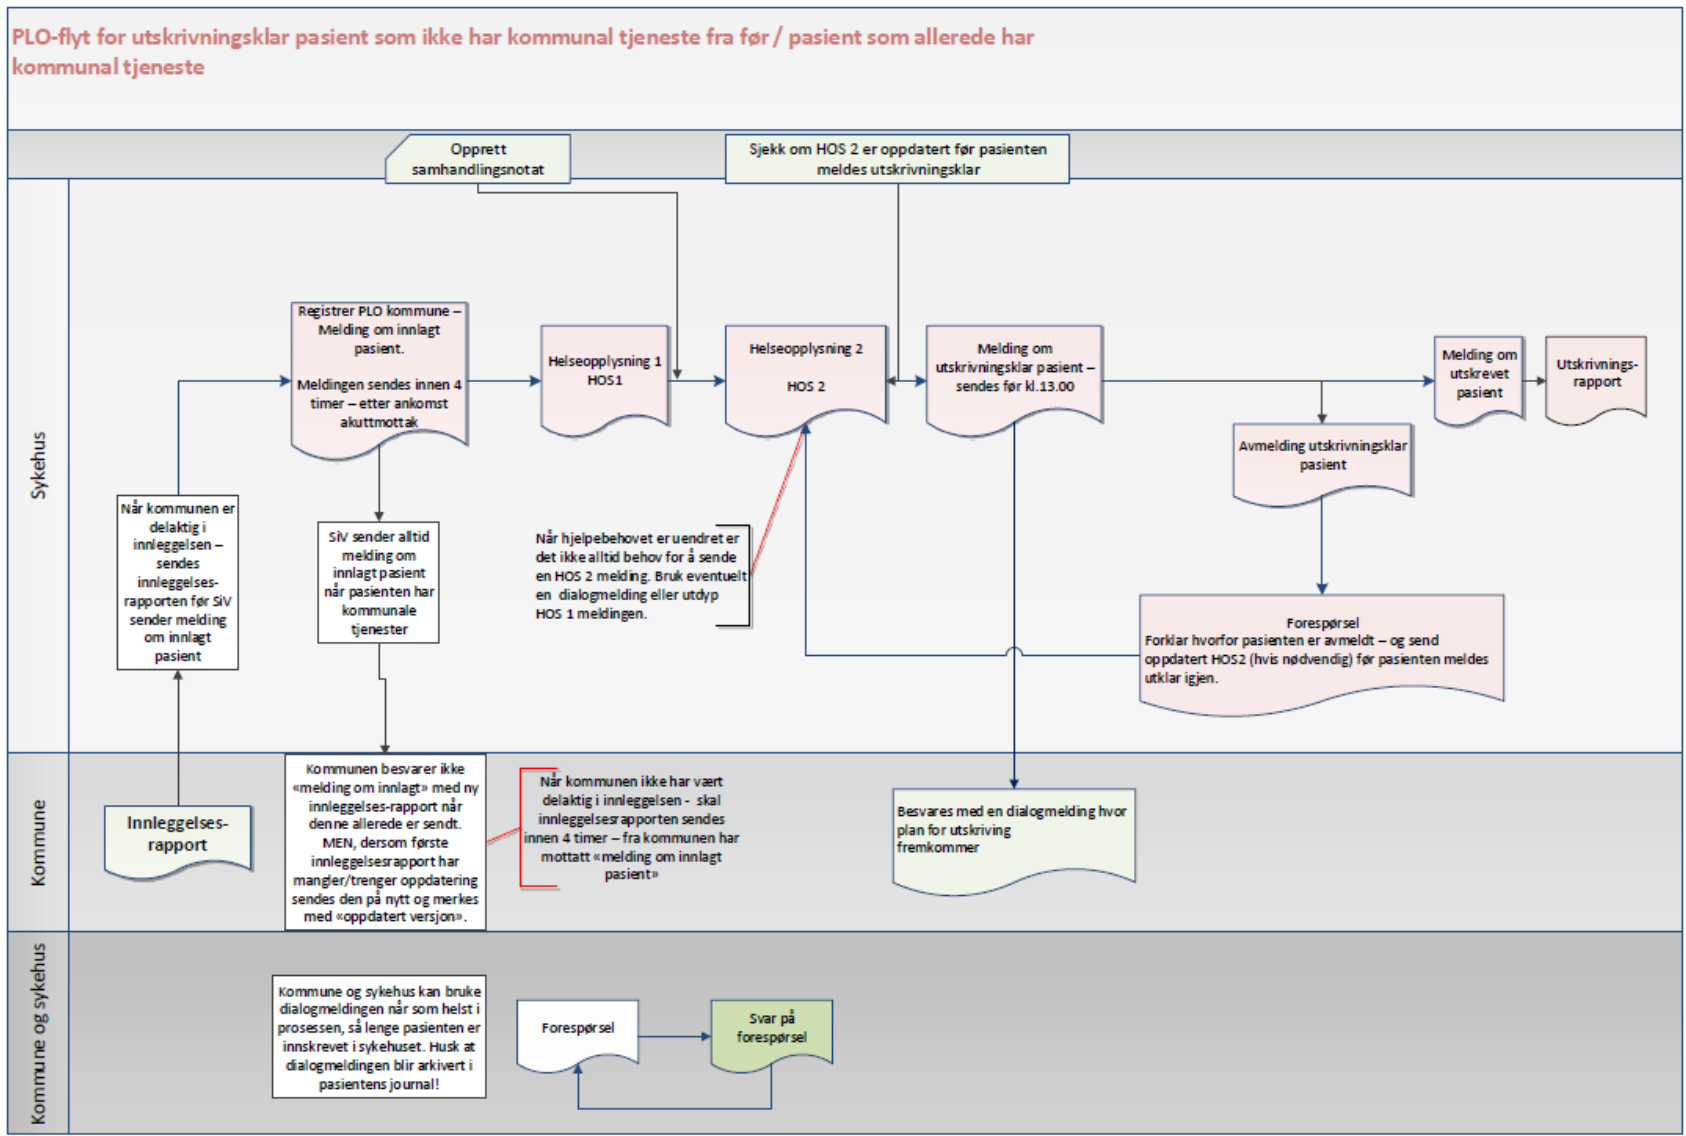 PLO-flyt for utskrivningsklar pasient som ikke har kommunal tjeneste fra før / pasient som allerede har
kommunal tjeneste
Opprett
samhandlingsnotat
Sjekk om HOS 2 er oppdatert før pasienten
meldes utskrivningsklar
Sykehus
Registrer PLO kommune –
Melding om innlagt
pasient.
Meldingen sendes innen 4
timer – etter ankomst
akuttmottak
Helseopplysning 1
HOS1
Helseopplysning 2
HOS 2
Melding om
utskrivningsklar pasient –
sendes før kl.13.00
Melding om
utskrevet
pasient
Utskrivnings-
rapport
Avmelding utskrivningsklar
pasient
Når kommunen er
delaktig i
innleggelsen –
sendes
innleggelses-
rapporten før SiV
sender melding
om innlagt
pasient
SiV sender alltid
melding om
innlagt pasient
når pasienten har
kommunale
tjenester
Når hjelpebehovet er uendret er
det ikke alltid behov for å sende
en HOS 2 melding. Bruk eventuelt
en  dialogmelding eller utdyp
HOS 1 meldingen.
Forespørsel
Forklar hvorfor pasienten er avmeldt – og send
oppdatert HOS2 (hvis nødvendig) før pasienten meldes
utklar igjen.
Kommune
Innleggelses-
rapport
Kommunen besvarer ikke
«melding om innlagt» med ny
innleggelses-rapport når
denne allerede er sendt.
MEN, dersom første
innleggelsesrapport har
mangler/trenger oppdatering
sendes den på nytt og merkes
med «oppdatert versjon».
Når kommunen ikke har vært
delaktig i innleggelsen -  skal
innleggelsesrapporten sendes
innen 4 timer – fra kommunen har
mottatt «melding om innlagt
pasient»
Besvares med en dialogmelding hvor
plan for utskriving
fremkommer
Kommune og sykehus
Kommune og sykehus kan bruke
dialogmeldingen når som helst i
prosessen, så lenge pasienten er
innskrevet i sykehuset. Husk at
dialogmeldingen blir arkivert i
pasientens journal!
Forespørsel
Svar på
forespørsel